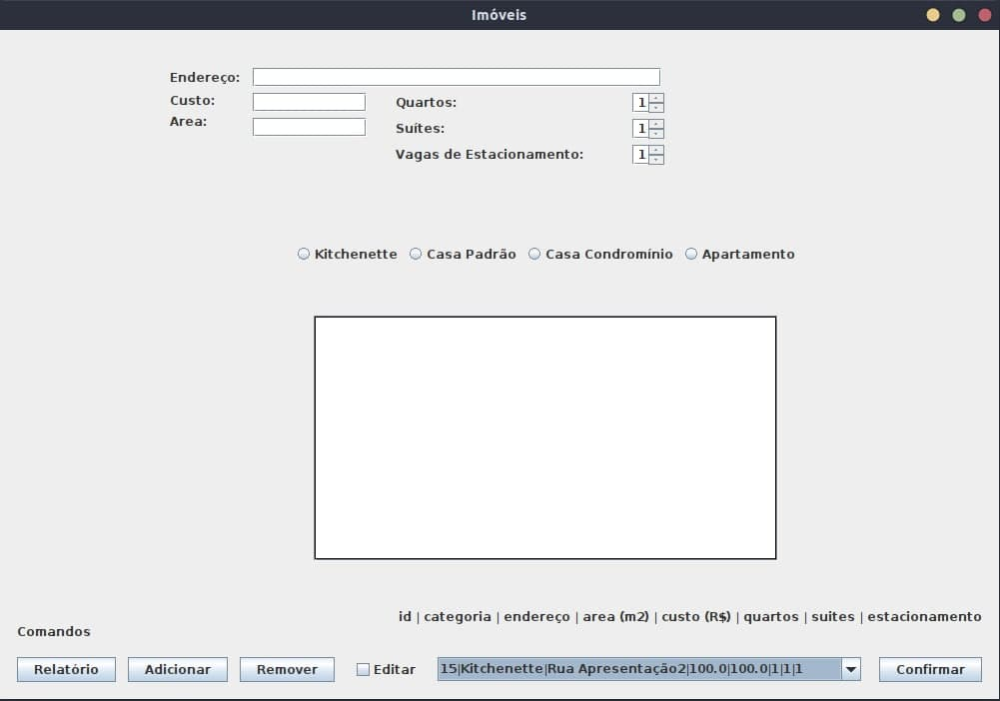 Imóveis
Endereço:
Custo:
Area:
Quartos: 1
Suítes: 1
Vagas de Estacionamento: 1
Kitchenette Casa Padrão Casa Condromínio Apartamento
id | categoria | endereço | area (m2) | custo (R$) | quartos | suites | estacionamento
Comandos
Relatório Adicionar Remover Editar 15|Kitchenette|Rua Apresentação2|100.0|100.0|1|1|1 Confirmar